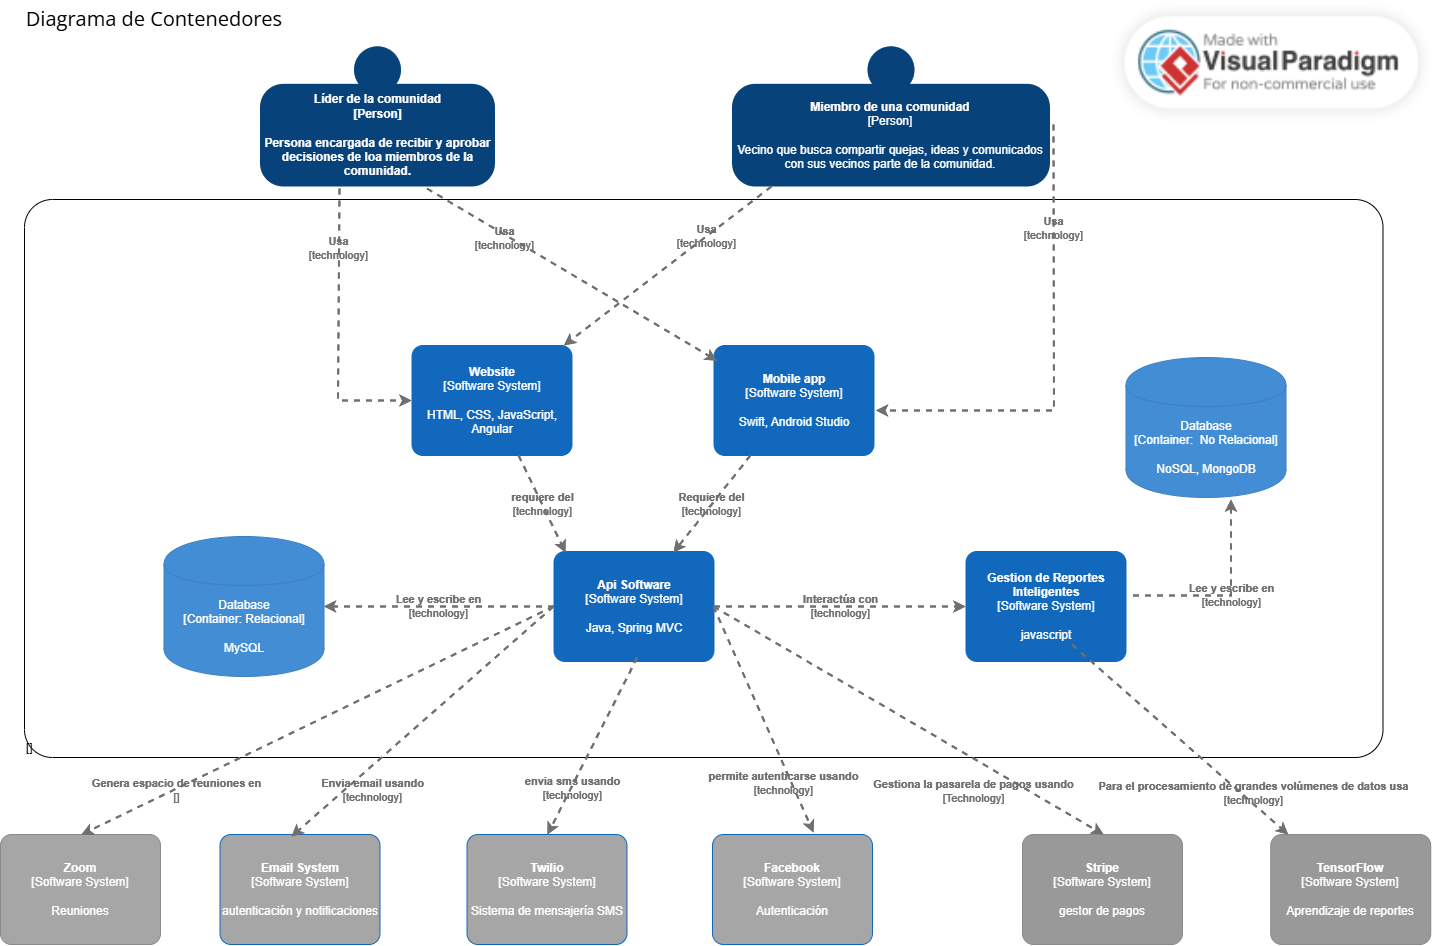 Diagrama de Contenedores
Made with
Visual Paradigm
For non-commercial use
Líder de la comunidad
[Person]
Persona encargada de recibir y aprobar
decisiones de loa miembros de la
comunidad.
Miembro de una comunidad
[Person]
Vecino que busca compartir quejas, ideas y comunicados
con sus vecinos parte de la comunidad.
Usa
[technology]
Usa
[technology]
Usa
[technology]
Usa
[technology]
Website
[Software System]
HTML, CSS, JavaScript,
Angular
Mobile app
[Software System]
Swift, Android Studio
Database
[Container:  No Relacional]
NoSQL, MongoDB
requiere del
[technology]
Requiere del
[technology]
Database
[Container: Relacional]
MySQL
Lee y escribe en
[technology]
Api Software
[Software System]
Java, Spring MVC
Interactúa con
[technology]
Gestion de Reportes
Inteligentes
[Software System]
javascript
Lee y escribe en
[technology]
[]
Genera espacio de reuniones en
[]
Envia email usando
[technology]
envia sms usando
[technology]
permite autenticarse usando
[technology]
Gestiona la pasarela de pagos usando
[Technology]
Para el procesamiento de grandes volúmenes de datos usa
[technology]
Zoom
[Software System]
Reuniones
Email System
[Software System]
autenticación y notificaciones
Twilio
[Software System]
Sistema de mensajería SMS
Facebook
[Software System]
Autenticación
Stripe
[Software System]
gestor de pagos
TensorFlow
[Software System]
Aprendizaje de reportes